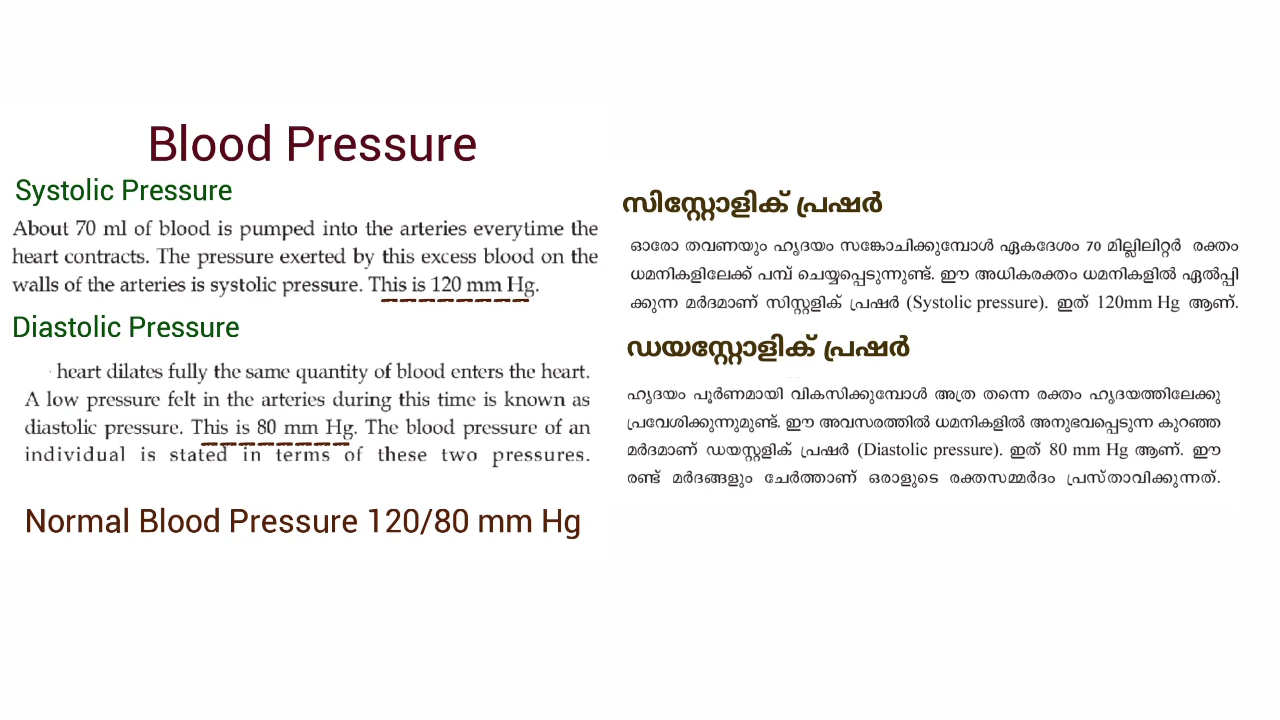 Blood Pressure
Systolic Pressure
About 70 ml of blood is pumped into the arteries everytime the
heart contracts. The pressure exerted by this excess blood on the
walls of the arteries is systolic pressure. This is 120 mm Hg.
Diastolic Pressure
heart dilates fully the same quantity of blood enters the heart.
A low pressure felt in the arteries during this time is known as
diastolic pressure. This is 80 mm Hg. The blood pressure of an
individual is stated in terms of these two pressures.
Normal Blood Pressure 120/80 mm Hg
സിസ്റ്റോളിക് പ്രഷർ
ഓരോ തവണയും ഹൃദയം സങ്കോചിക്കുമ്പോൾ ഏകദേശം 70 മില്ലിലിറ്റർ രക്തം
ധമനികളിലേക്ക് പമ്പ് ചെയ്യപ്പെടുന്നുണ്ട്. ഈ അധികരക്തം ധമനികളിൽ ഏൽപ്പി
ക്കുന്ന മർദമാണ് സിസ്റ്റളിക് പ്രഷർ (Systolic pressure). ഇത് 120mm Hg ആണ്.
ഡയസ്റ്റോളിക് പ്രഷർ
ഹൃദയം പൂർണമായി വികസിക്കുമ്പോൾ അത്ര തന്നെ രക്തം ഹൃദയത്തിലേക്കു
പ്രവേശിക്കുന്നുമുണ്ട്. ഈ അവസരത്തിൽ ധമനികളിൽ അനുഭവപ്പെടുന്ന കുറഞ്ഞ
മർദമാണ് ഡയസ്റ്റളിക് പ്രഷർ (Diastolic pressure). ഇത് 80 mm Hg ആണ്. ഈ
രണ്ട് മർദങ്ങളും ചേർത്താണ് ഒരാളുടെ രക്തസമ്മർദം പ്രസ്താവിക്കുന്നത്.